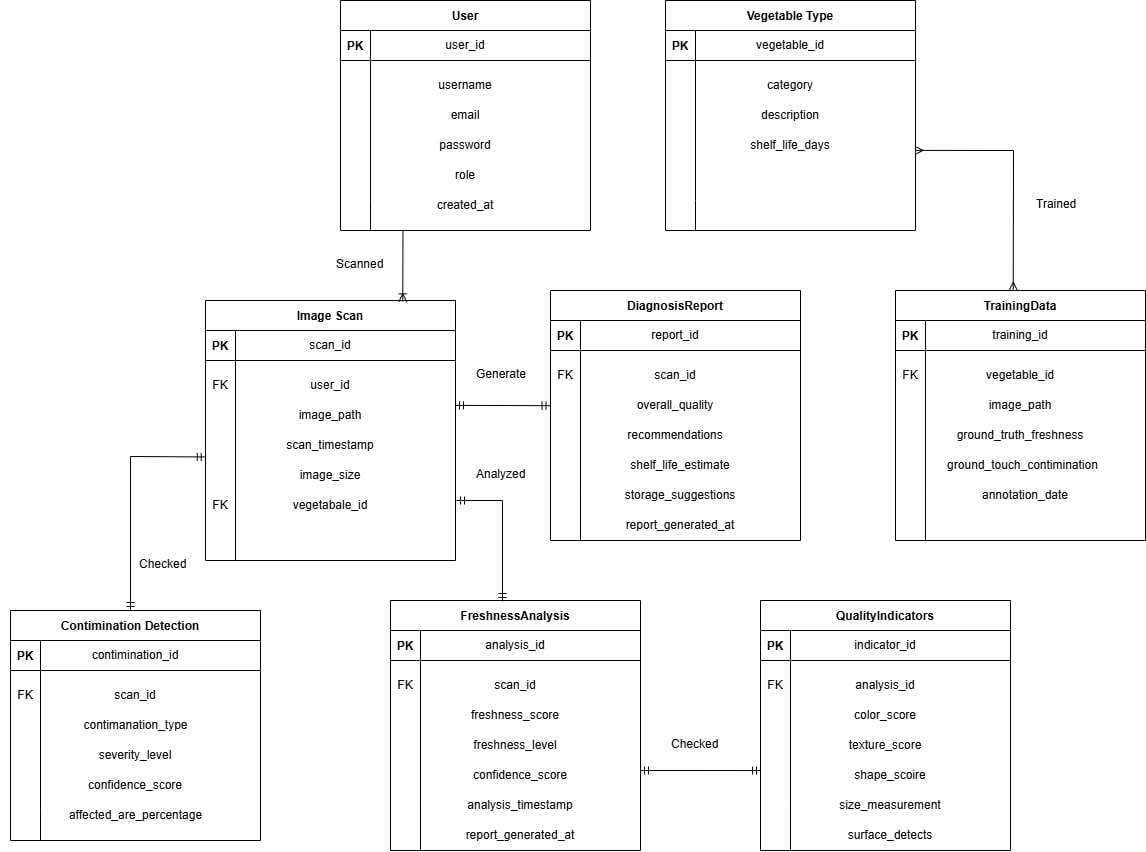 User
PK user_id
username
email
password
role
created_at
Vegetable Type
PK vegetable_id
category
description
shelf_life_days
Trained
Scanned
Image Scan
PK scan_id
FK user_id
image_path
scan_timestamp
image_size
FK vegetabale_id
Generate
Analyzed
DiagnosisReport
PK report_id
FK scan_id
overall_quality
recommendations
shelf_life_estimate
storage_suggestions
report_generated_at
TrainingData
PK training_id
FK vegetable_id
image_path
ground_truth_freshness
ground_touch_contimination
annotation_date
Checked
Contimination Detection
PK contimination_id
FK scan_id
contimanation_type
severity_level
confidence_score
affected_are_percentage
FreshnessAnalysis
PK analysis_id
FK scan_id
freshness_score
freshness_level
confidence_score
analysis_timestamp
report_generated_at
Checked
QualityIndicators
PK indicator_id
FK analysis_id
color_score
texture_score
shape_scoire
size_measurement
surface_detects